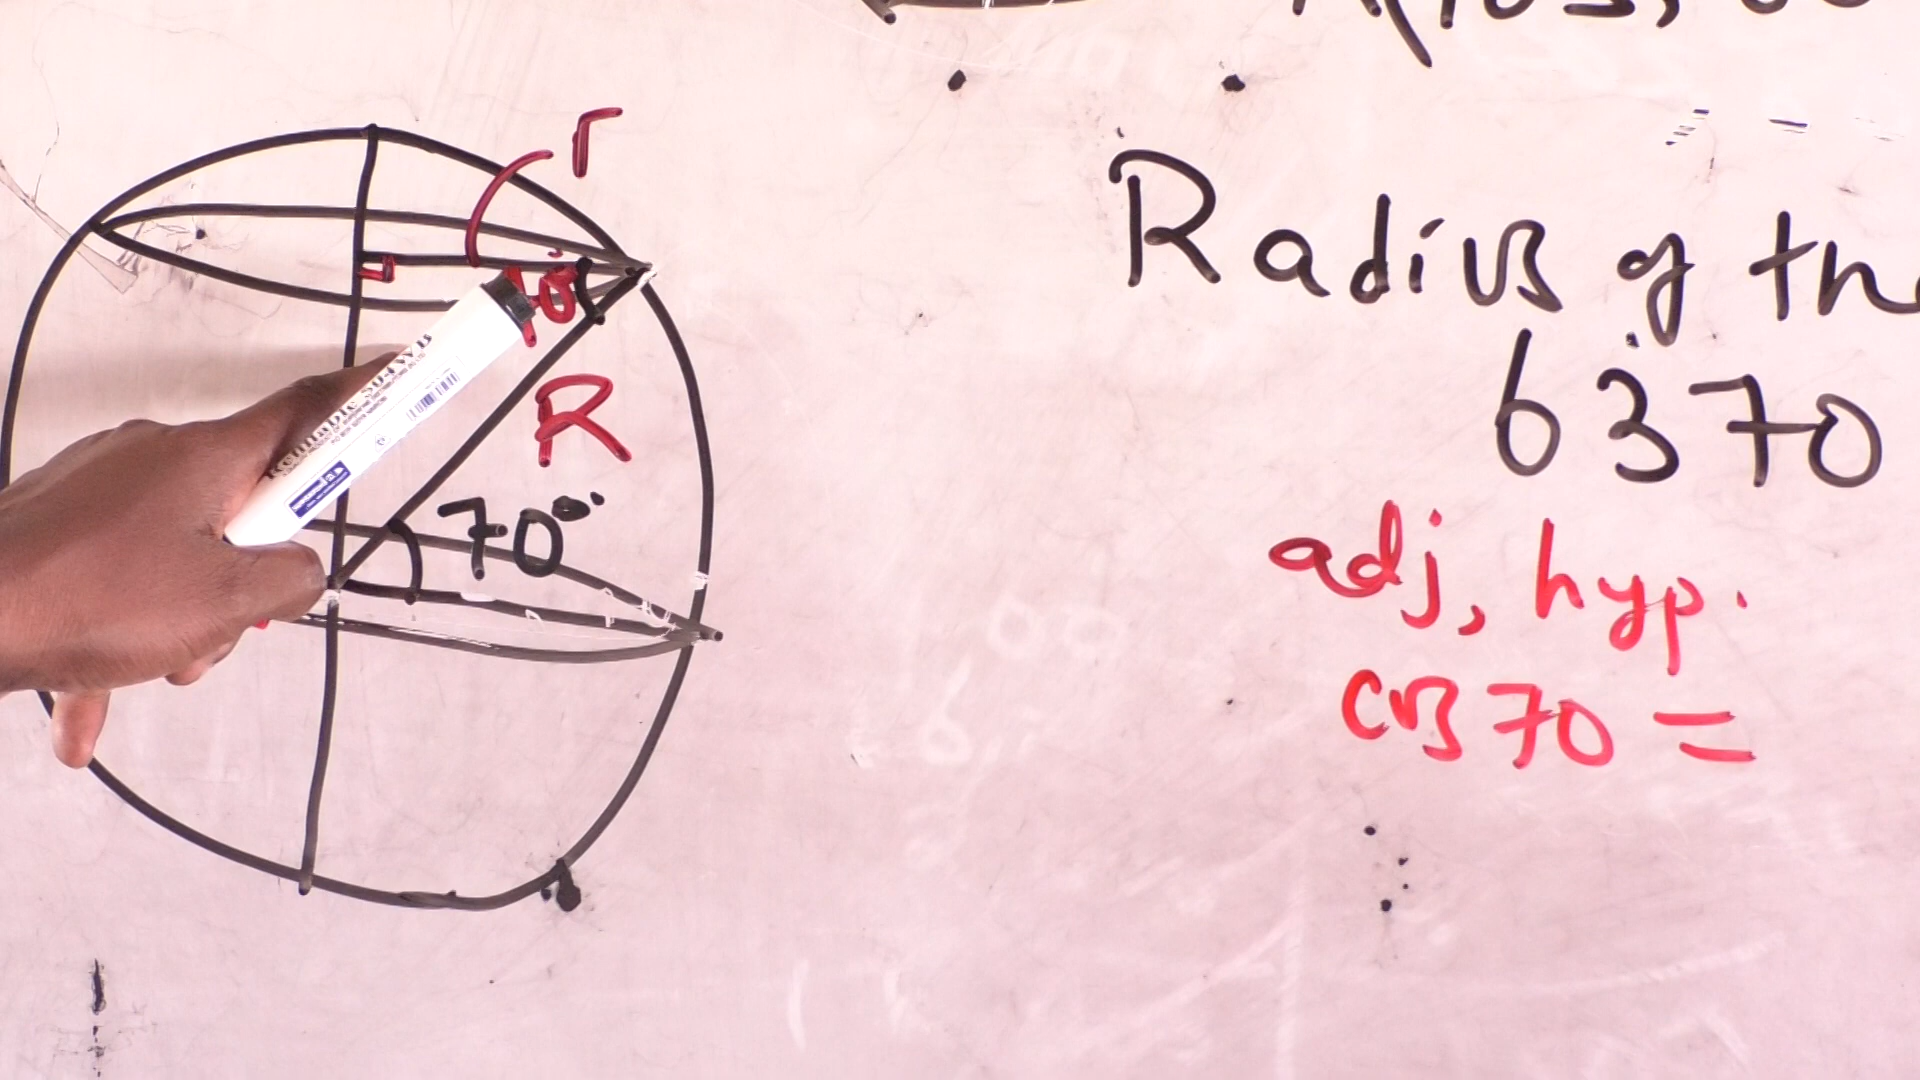 r
70°
R
70°
Radius of the
6370
adj, hyp.
cos 70 =